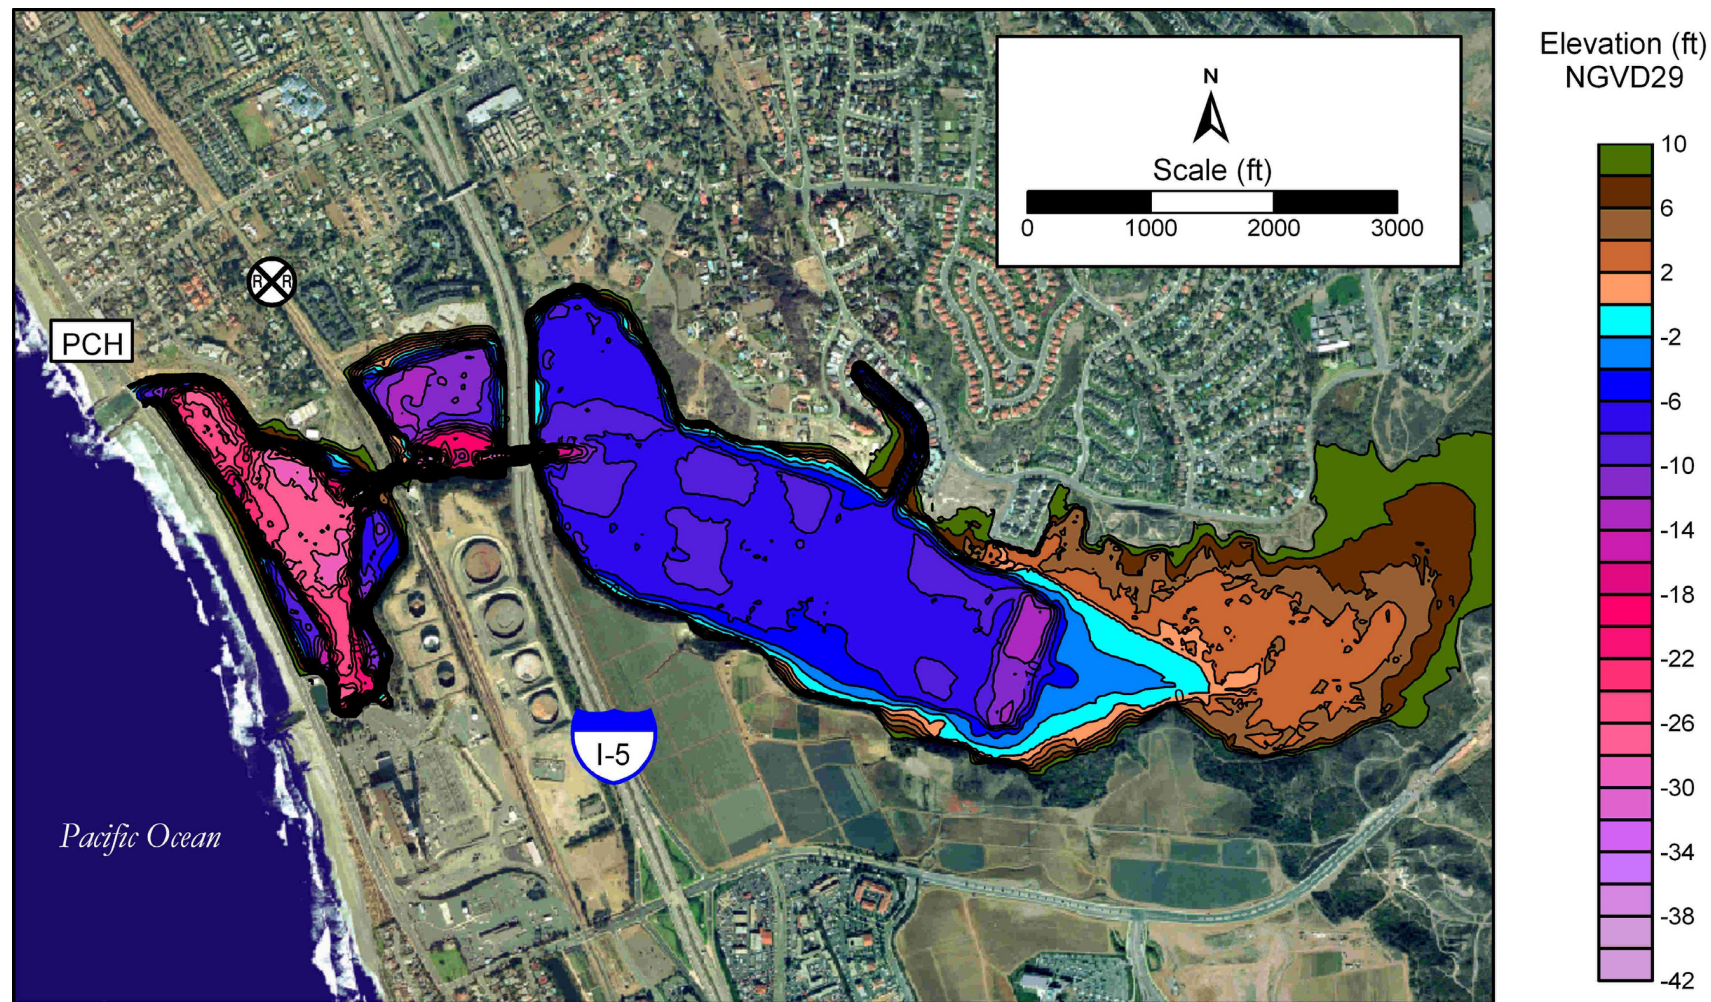 Elevation (ft)
NGVD29
N
Scale (ft)
0 1000 2000 3000
10
6
2
-2
-6
-10
-14
-18
-22
-26
-30
-34
-38
-42
R R
PCH
I-5
Pacific Ocean